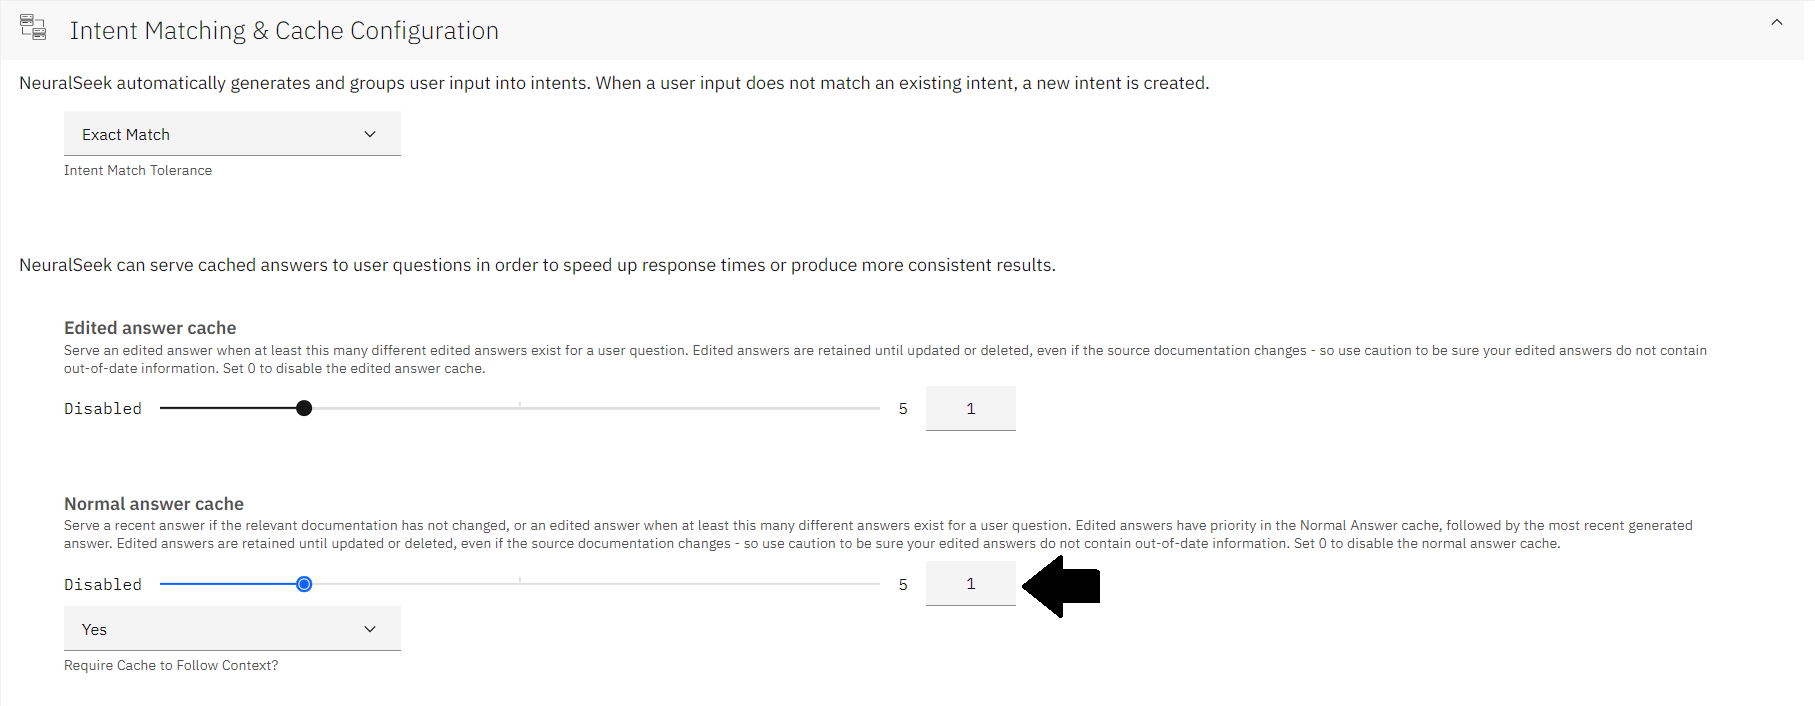 Intent Matching & Cache Configuration
NeuralSeek automatically generates and groups user input into intents. When a user input does not match an existing intent, a new intent is created.
Exact Match
Intent Match Tolerance
NeuralSeek can serve cached answers to user questions in order to speed up response times or produce more consistent results.
Edited answer cache
Serve an edited answer when at least this many different edited answers exist for a user question. Edited answers are retained until updated or deleted, even if the source documentation changes - so use caution to be sure your edited answers do not contain
out-of-date information. Set 0 to disable the edited answer cache.
Disabled 5 1
Normal answer cache
Serve a recent answer if the relevant documentation has not changed, or an edited answer when at least this many different answers exist for a user question. Edited answers have priority in the Normal Answer cache, followed by the most recent generated
answer. Edited answers are retained until updated or deleted, even if the source documentation changes - so use caution to be sure your edited answers do not contain out-of-date information. Set 0 to disable the normal answer cache.
Disabled 5 1
Yes
Require Cache to Follow Context?